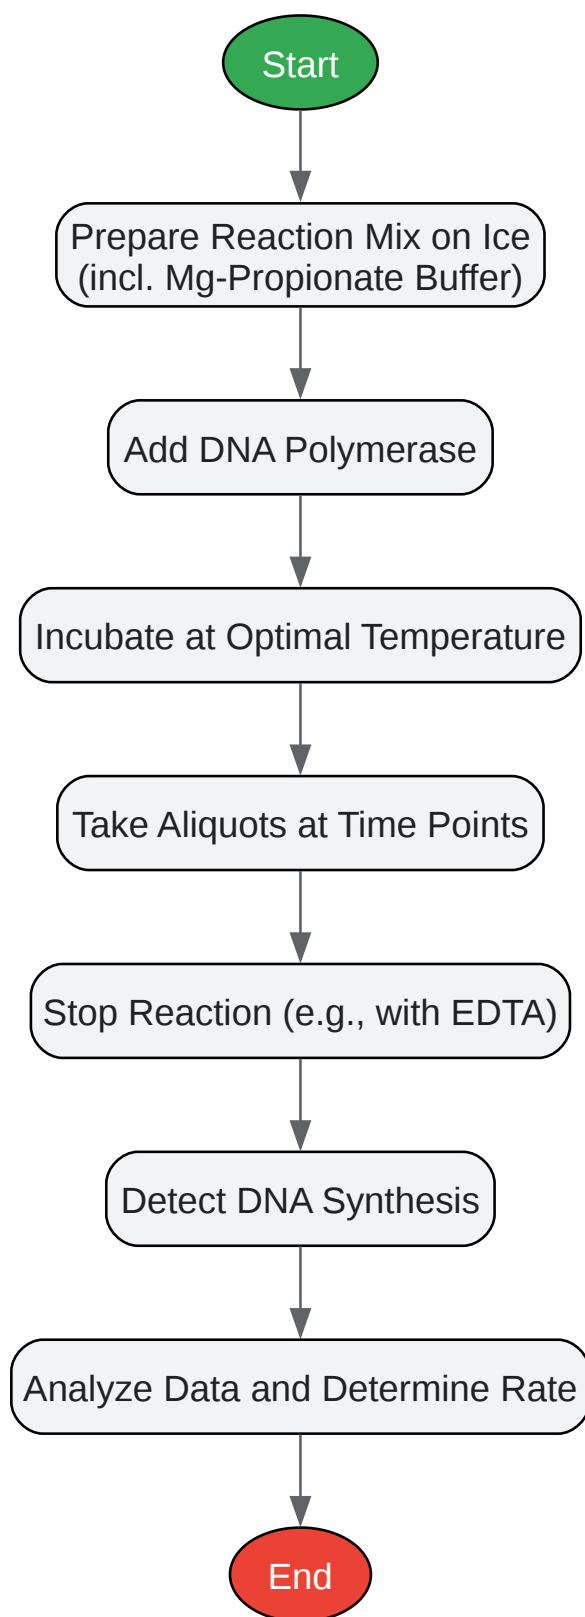 Start
Prepare Reaction Mix on Ice
(incl. Mg-Propionate Buffer)
Add DNA Polymerase
Incubate at Optimal Temperature
Take Aliquots at Time Points
Stop Reaction (e.g., with EDTA)
Detect DNA Synthesis
Analyze Data and Determine Rate
End